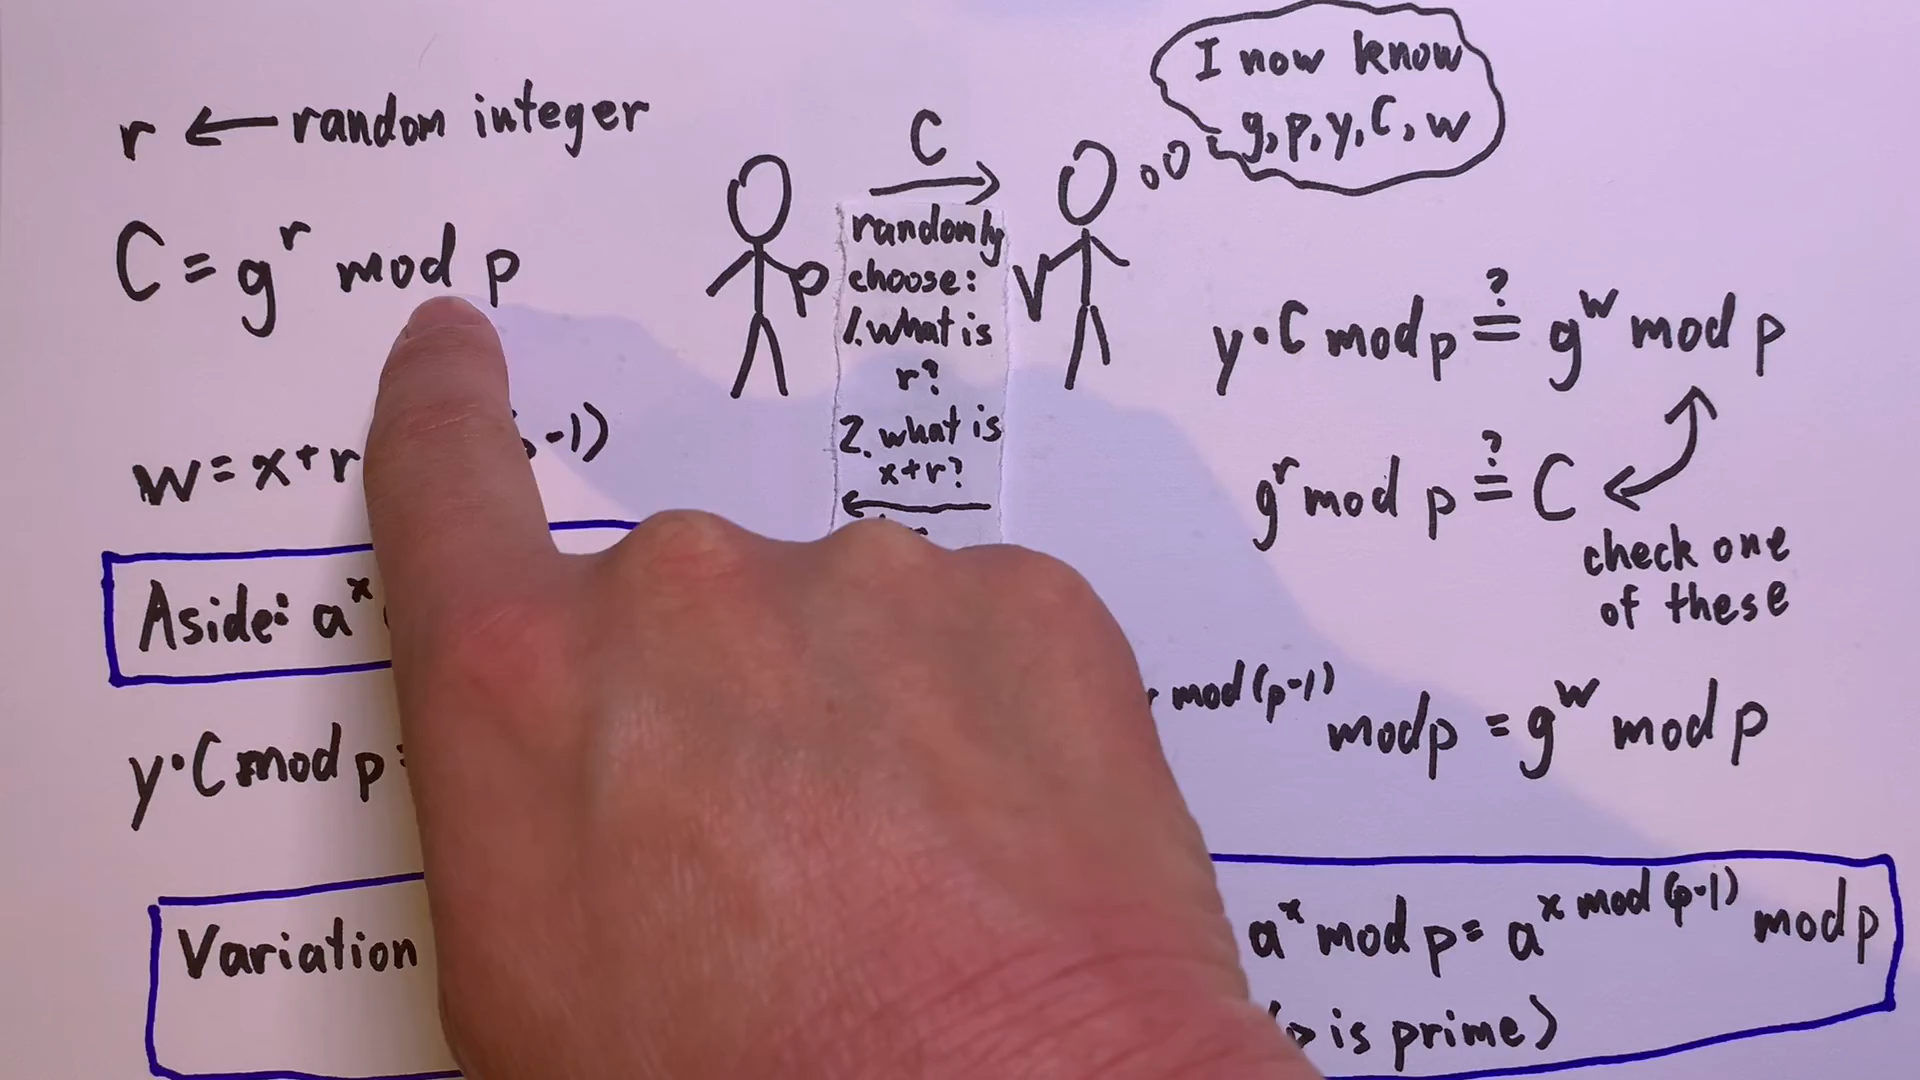 I now know
g, p, y, C, w
r ← random integer
C
C = g^r mod p
randomly
choose:
1. what is
r?
2. what is
x+r?
y·C mod p ≟ g^w mod p
g^r mod p ≟ C
check one
of these
w = x+r
-1)
Aside: a^x
mod (p-1) mod p = g^w mod p
y·C mod p =
Variation
a^x mod p = a^x mod (p-1) mod p
is prime)
P
V